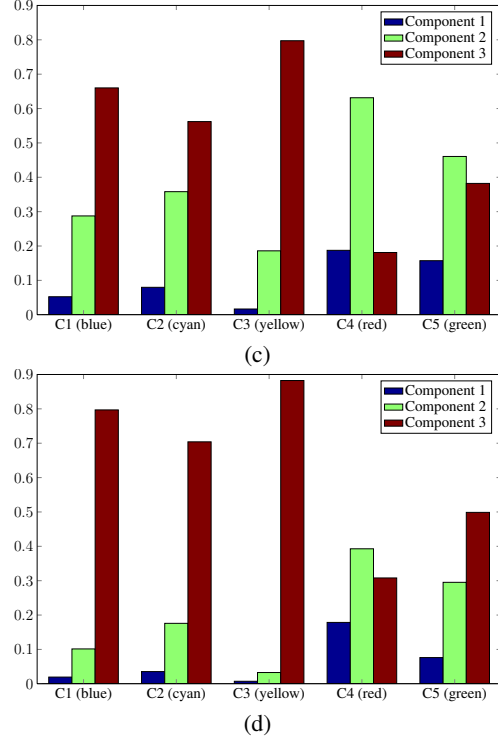 0.9
0.8
0.7
0.6
0.5
0.4
0.3
0.2
0.1
0
Component 1
Component 2
Component 3
C1 (blue) C2 (cyan) C3 (yellow) C4 (red) C5 (green)
(c)
0.9
0.8
0.7
0.6
0.5
0.4
0.3
0.2
0.1
0
Component 1
Component 2
Component 3
C1 (blue) C2 (cyan) C3 (yellow) C4 (red) C5 (green)
(d)